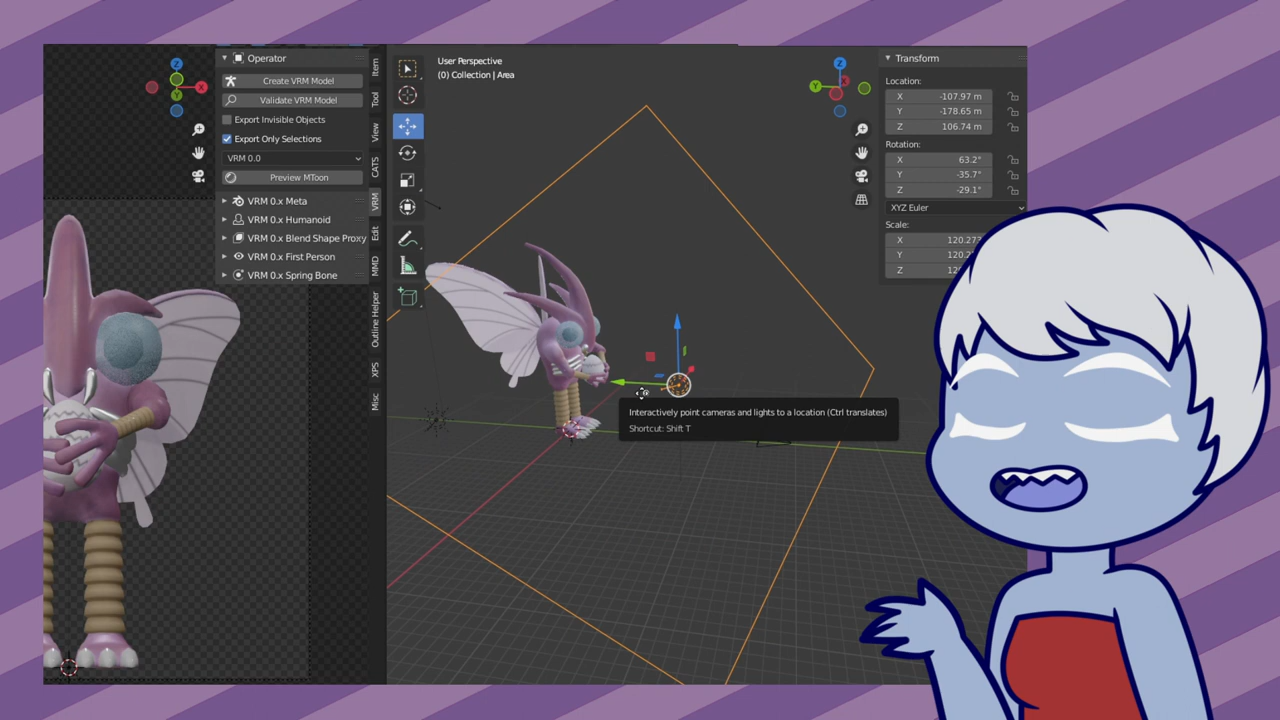 Operator
Create VRM Model
Validate VRM Model
Export Invisible Objects
Export Only Selections
VRM 0.0
Preview MToon
VRM 0.x Meta
VRM 0.x Humanoid
VRM 0.x Blend Shape Proxy
VRM 0.x First Person
VRM 0.x Spring Bone
Z
X
Y
Item
Tool
View
CATS
VRM
Edit
MMD
Outline Helper
XPS
Misc
User Perspective
(0) Collection | Area
Z
Y
X
Interactively point cameras and lights to a location (Ctrl translates)
Shortcut: Shift T
Transform
Location:
X -107.97 m
Y -178.65 m
Z 106.74 m
Rotation:
X 63.2°
Y -35.7°
Z -29.1°
XYZ Euler
Scale:
X
Y
Z